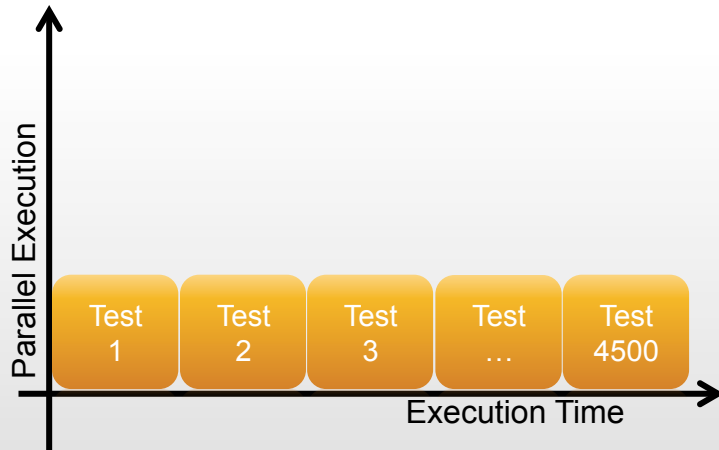 Parallel Execution
Test
1
Test
2
Test
3
Test
...
Test
4500
Execution Time